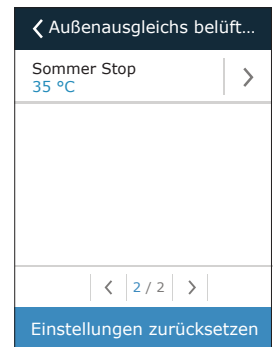 Außenausgleichs belüft...
Sommer Stop
35 °C
2 / 2
Einstellungen zurücksetzen